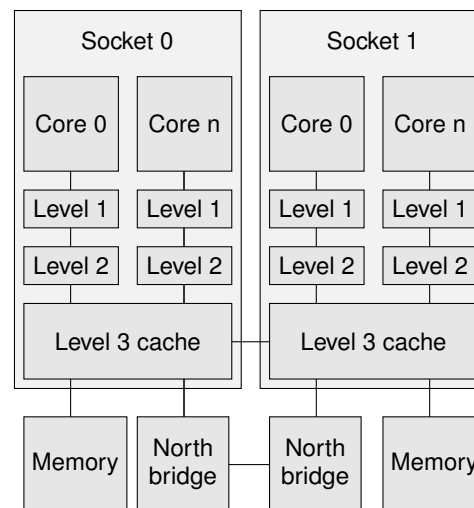 Socket 0
Socket 1
Core 0
Core n
Core 0
Core n
Level 1
Level 1
Level 1
Level 1
Level 2
Level 2
Level 2
Level 2
Level 3 cache
Level 3 cache
Memory
North
bridge
North
bridge
Memory